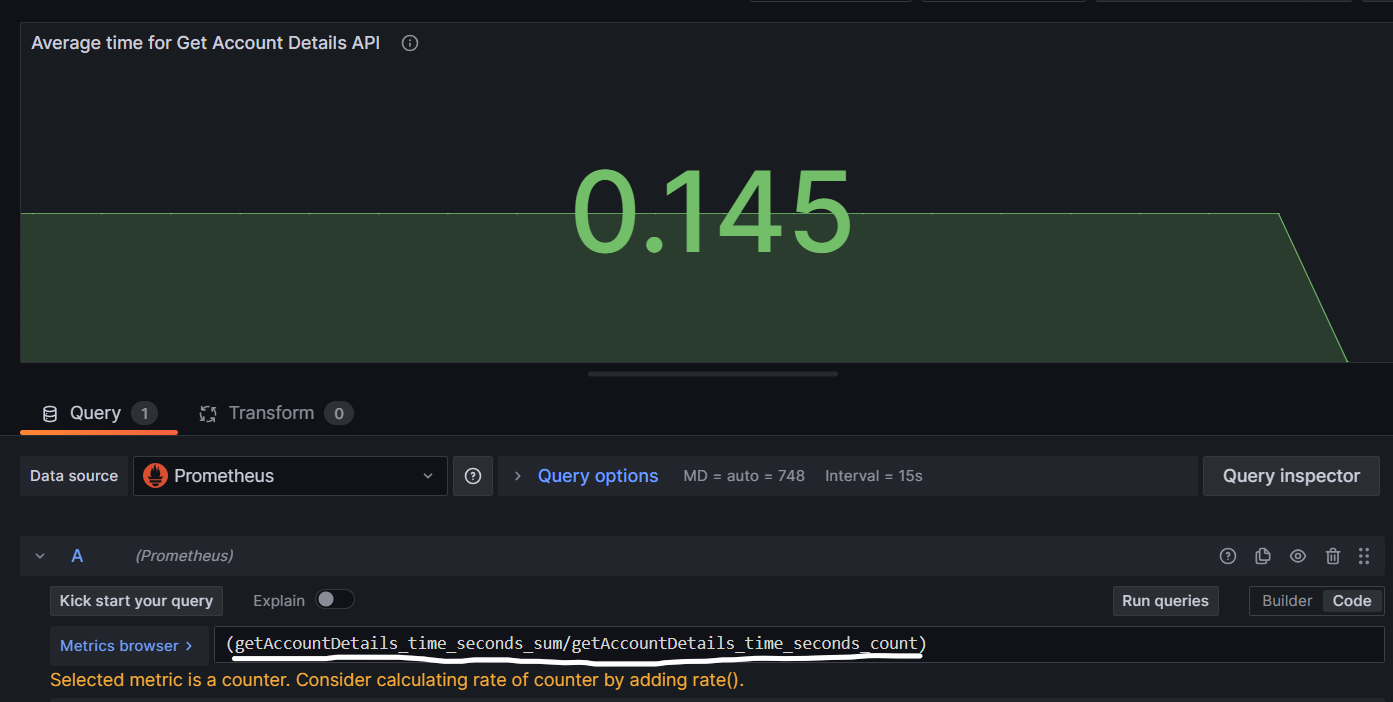 Average time for Get Account Details API
0.145
Query 1 Transform 0
Data source Prometheus Query options MD = auto = 748 Interval = 15s Query inspector
A (Prometheus)
Kick start your query Explain Run queries Builder Code
Metrics browser > (getAccountDetails_time_seconds_sum/getAccountDetails_time_seconds_count)
Selected metric is a counter. Consider calculating rate of counter by adding rate().